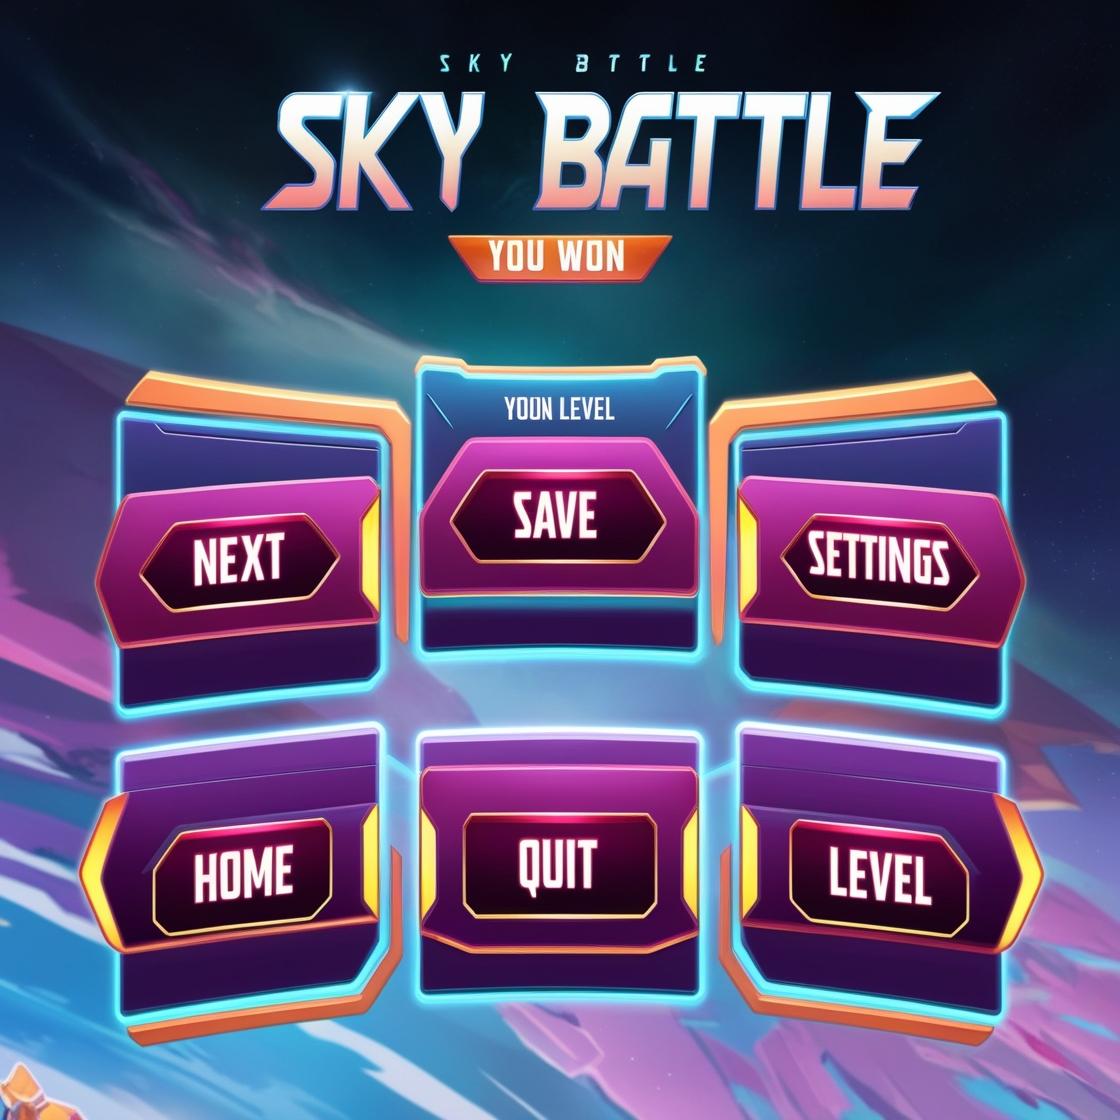 SKY BTTLE
SKY BATTLE
YOU WON
YOON LEVEL
NEXT
SAVE
SETTINGS
HOME
QUIT
LEVEL